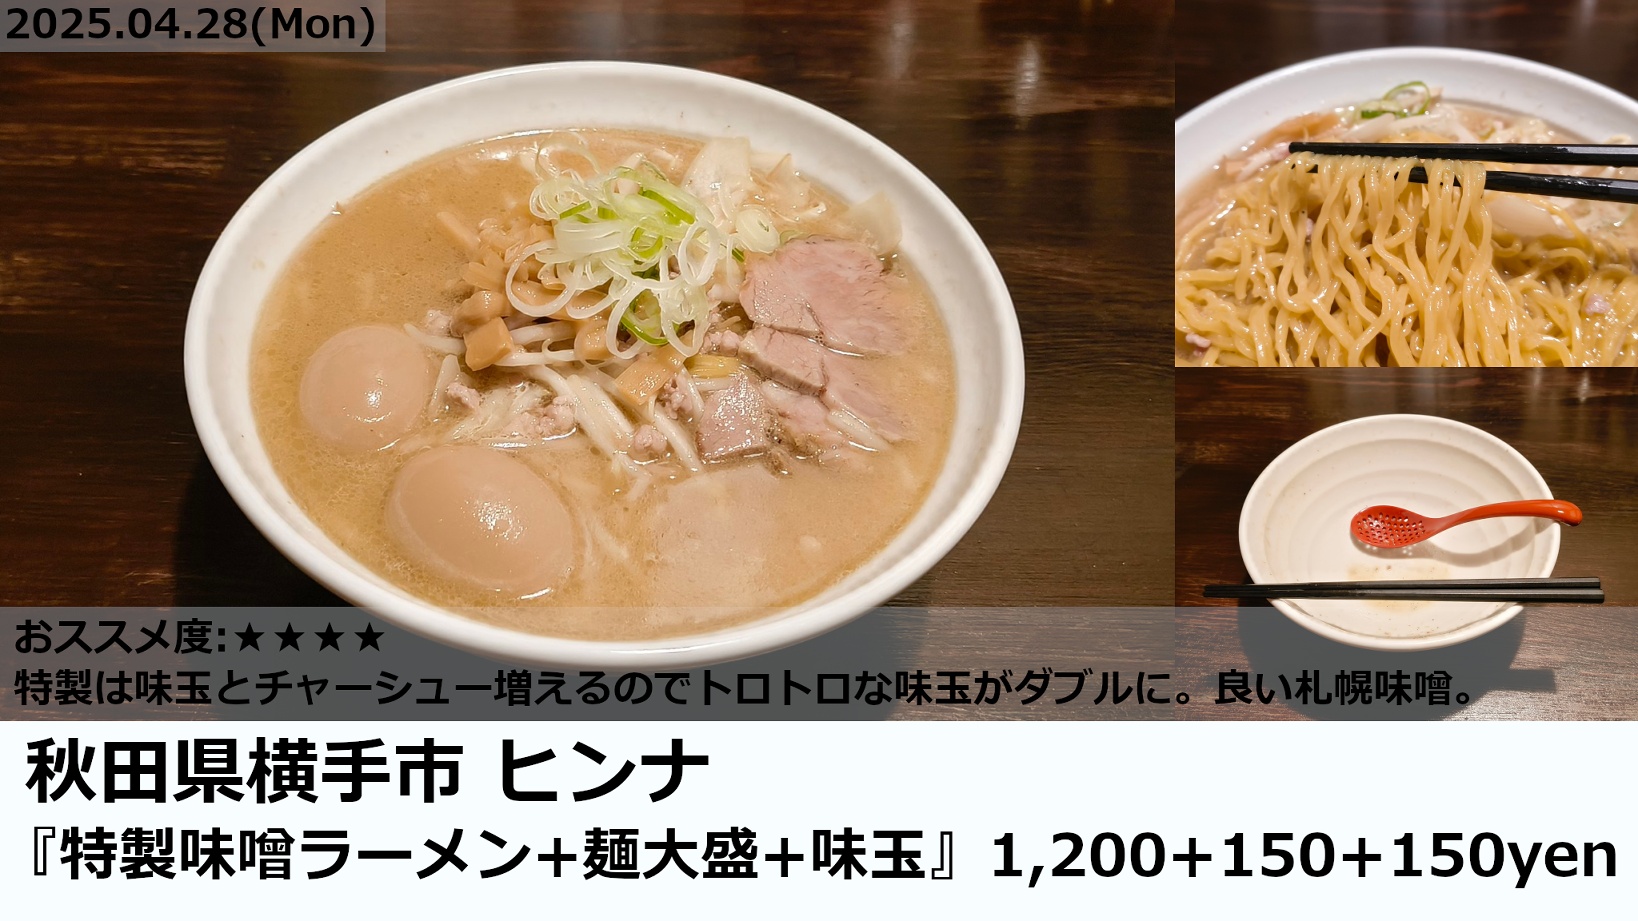 2025.04.28(Mon)
おススメ度:★★★★
特製は味玉とチャーシュー増えるのでトロトロな味玉がダブルに。良い札幌味噌。
秋田県横手市 ヒンナ
『特製味噌ラーメン+麺大盛+味玉』1,200+150+150yen